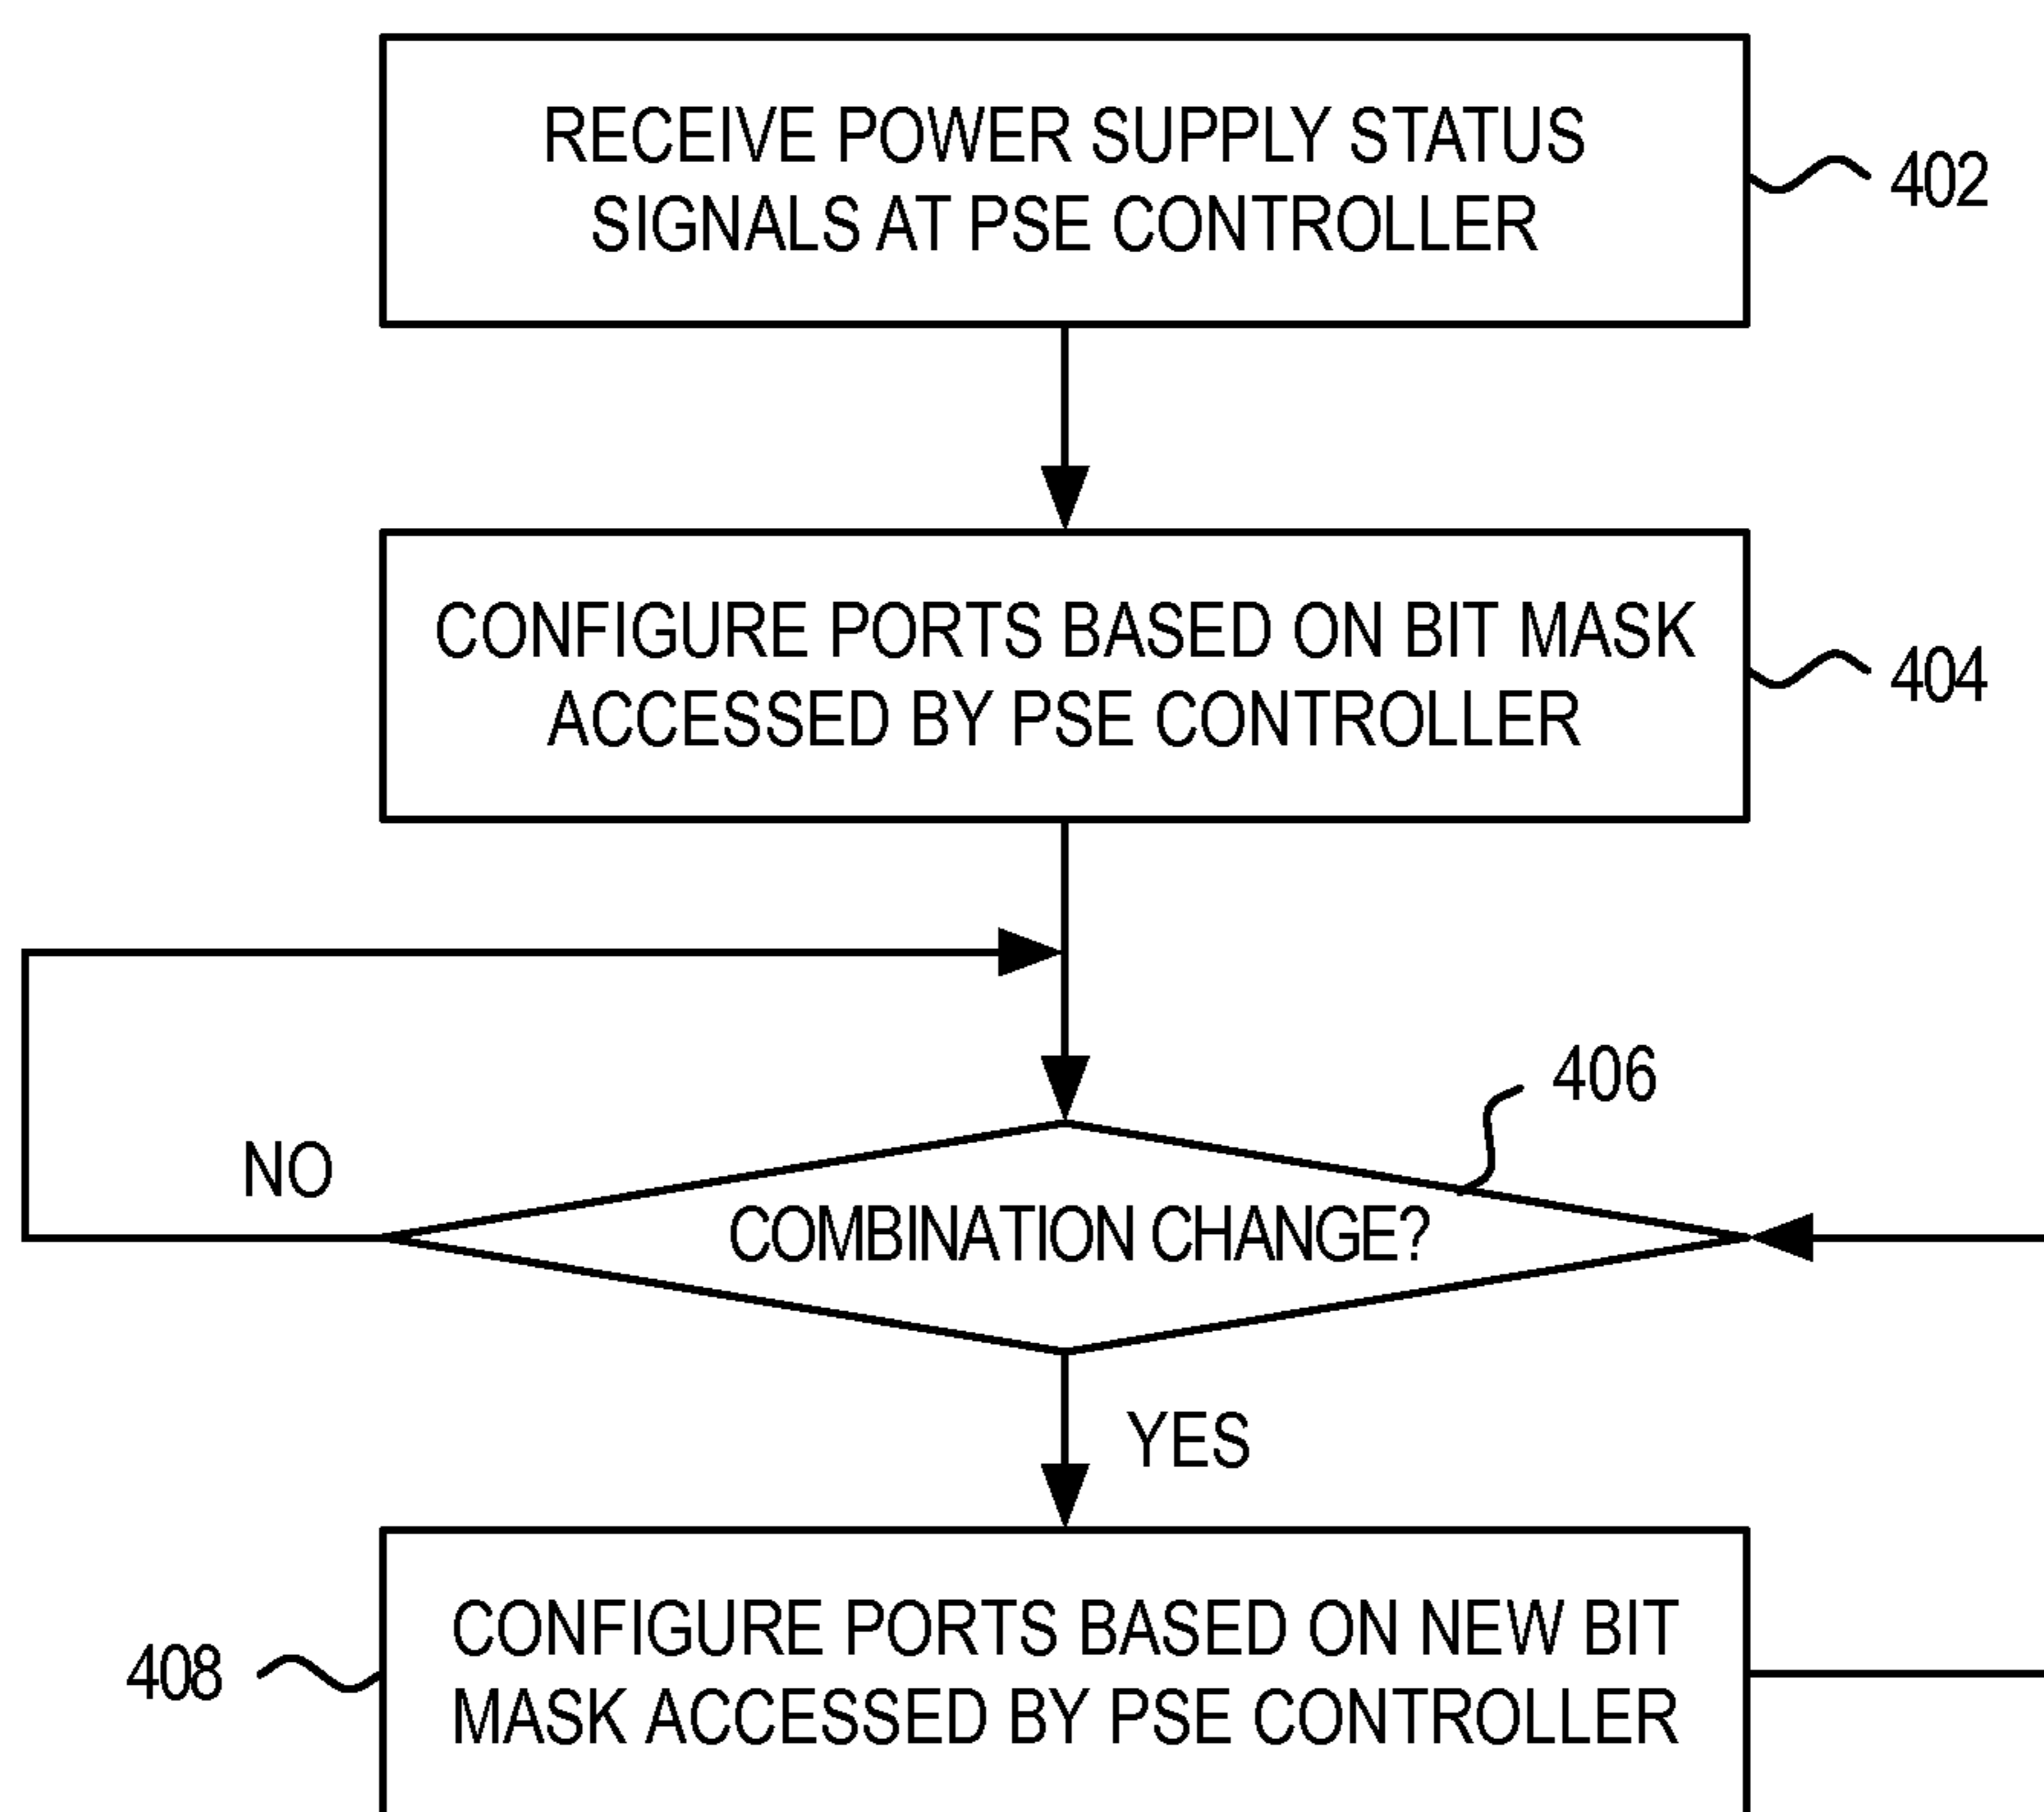 RECEIVE POWER SUPPLY STATUS
SIGNALS AT PSE CONTROLLER
402
CONFIGURE PORTS BASED ON BIT MASK
ACCESSED BY PSE CONTROLLER
404
406
NO
COMBINATION CHANGE?
YES
CONFIGURE PORTS BASED ON NEW BIT
MASK ACCESSED BY PSE CONTROLLER
408